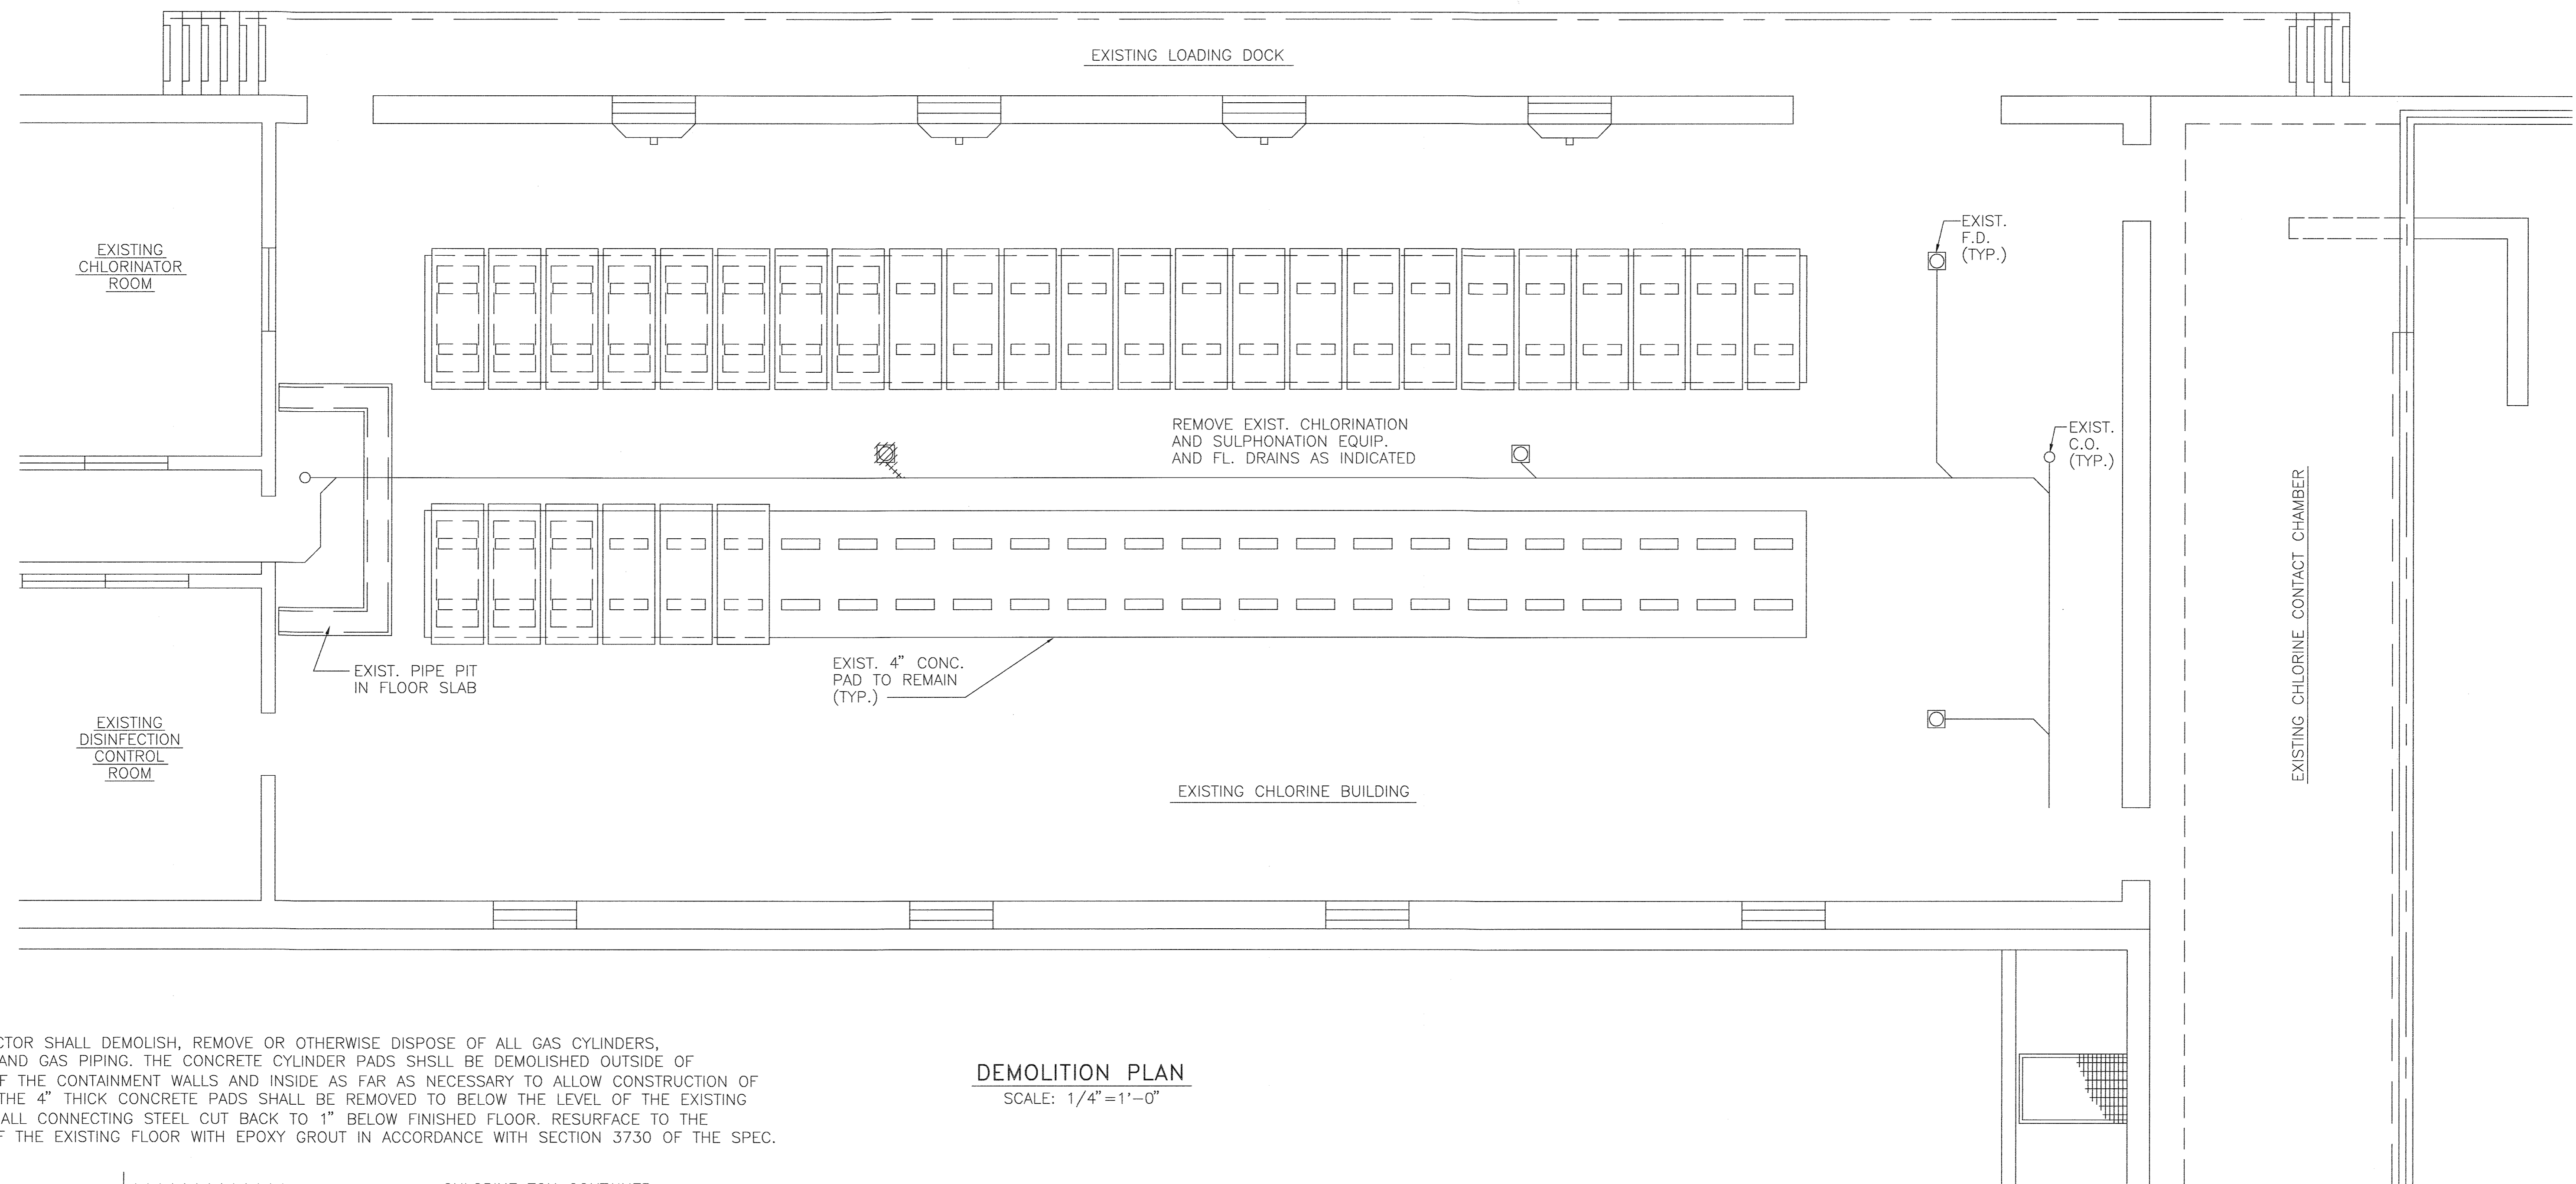 EXISTING LOADING DOCK
EXISTING
CHLORINATOR
ROOM
EXIST.
F.D.
(TYP.)
REMOVE EXIST. CHLORINATION
AND SULPHONATION EQUIP.
AND FL. DRAINS AS INDICATED
EXIST.
C.O.
(TYP.)
EXISTING CHLORINE CONTACT CHAMBER
EXIST. PIPE PIT
IN FLOOR SLAB
EXIST. 4" CONC.
PAD TO REMAIN
(TYP.)
EXISTING
DISINFECTION
CONTROL
ROOM
EXISTING CHLORINE BUILDING
CTOR SHALL DEMOLISH, REMOVE OR OTHERWISE DISPOSE OF ALL GAS CYLINDERS,
AND GAS PIPING. THE CONCRETE CYLINDER PADS SHSLL BE DEMOLISHED OUTSIDE OF
F THE CONTAINMENT WALLS AND INSIDE AS FAR AS NECESSARY TO ALLOW CONSTRUCTION OF
THE 4" THICK CONCRETE PADS SHALL BE REMOVED TO BELOW THE LEVEL OF THE EXISTING
ALL CONNECTING STEEL CUT BACK TO 1" BELOW FINISHED FLOOR. RESURFACE TO THE
F THE EXISTING FLOOR WITH EPOXY GROUT IN ACCORDANCE WITH SECTION 3730 OF THE SPEC.
DEMOLITION PLAN
SCALE: 1/4"=1'-0"